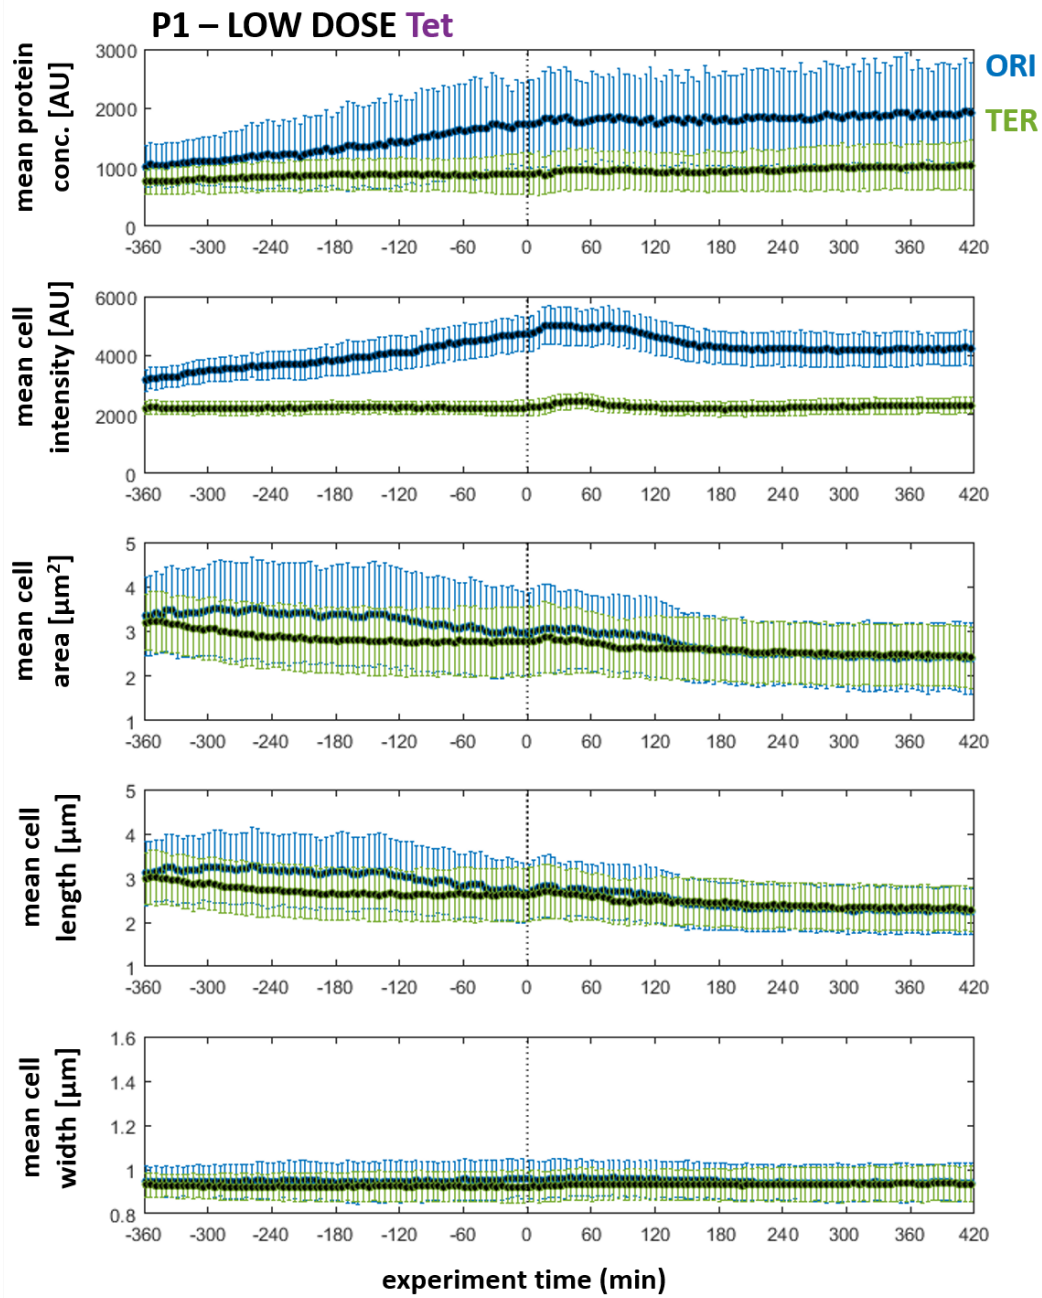 P1 – LOW DOSE Tet
mean protein
conc. [AU]
3000
2000
1000
0
-360 -300 -240 -180 -120 -60 0 60 120 180 240 300 360 420
ORI
TER
mean cell
intensity [AU]
6000
4000
2000
0
-360 -300 -240 -180 -120 -60 0 60 120 180 240 300 360 420
mean cell
area [µm²]
5
4
3
2
1
-360 -300 -240 -180 -120 -60 0 60 120 180 240 300 360 420
mean cell
length [µm]
5
4
3
2
1
-360 -300 -240 -180 -120 -60 0 60 120 180 240 300 360 420
mean cell
width [µm]
1.6
1.4
1.2
1
0.8
-360 -300 -240 -180 -120 -60 0 60 120 180 240 300 360 420
experiment time (min)